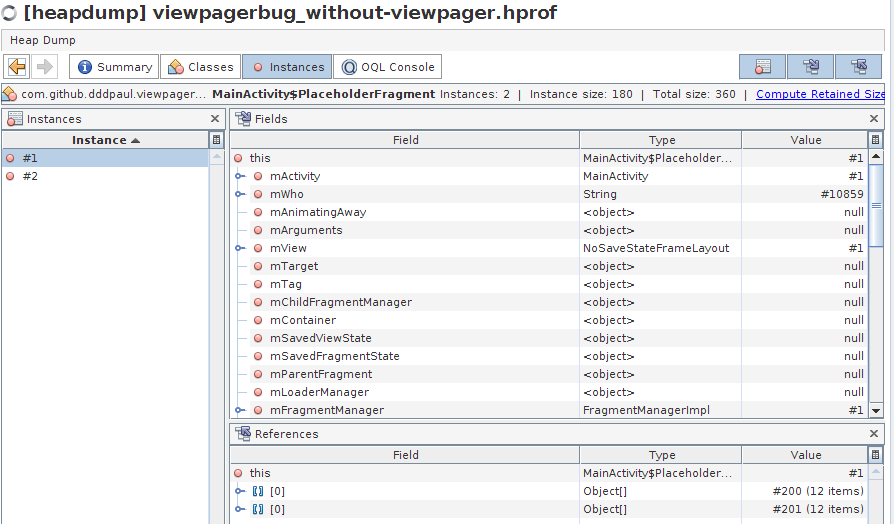 [heapdump] viewpagerbug_without-viewpager.hprof
Heap Dump
Summary Classes Instances OQL Console
com.github.dddpaul.viewpager... MainActivity$PlaceholderFragment Instances: 2 | Instance size: 180 | Total size: 360 | Compute Retained Size
Instances
Instance
#1
#2
Fields
Field Type Value
this MainActivity$Placeholder... #1
mActivity MainActivity #1
mWho String #10859
mAnimatingAway <object> null
mArguments <object> null
mView NoSaveStateFrameLayout #1
mTarget <object> null
mTag <object> null
mChildFragmentManager <object> null
mContainer <object> null
mSavedViewState <object> null
mSavedFragmentState <object> null
mParentFragment <object> null
mLoaderManager <object> null
mFragmentManager FragmentManagerImpl #1
References
Field Type Value
this MainActivity$Placeholder... #1
[0] Object[] #200 (12 items)
[0] Object[] #201 (12 items)